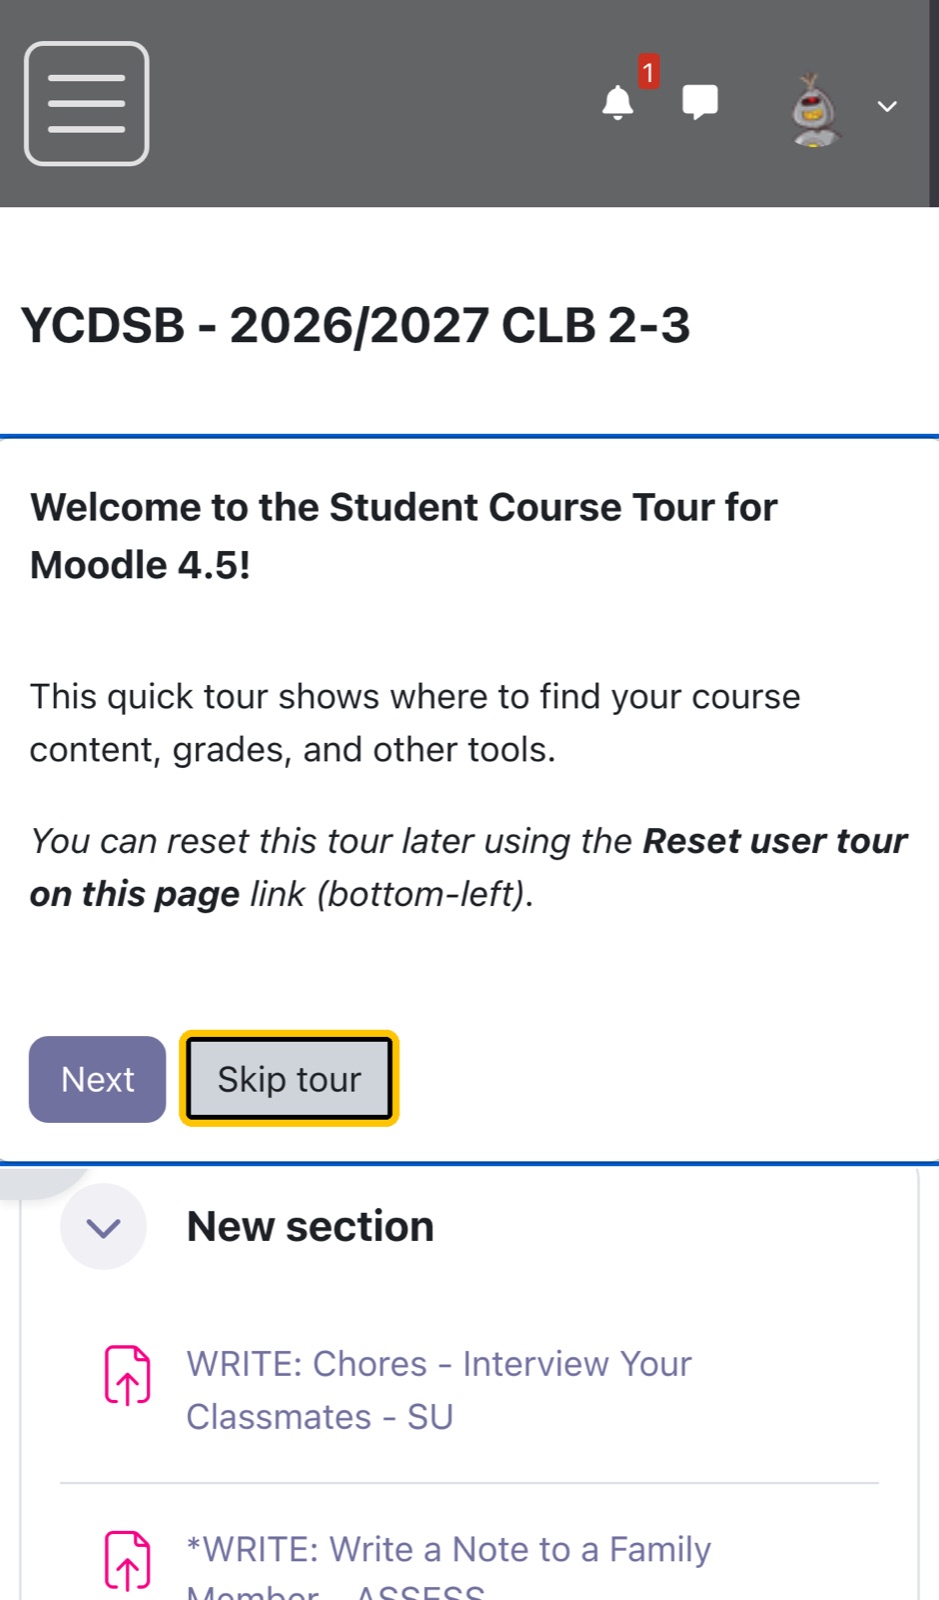 1
YCDSB - 2026/2027 CLB 2-3
Welcome to the Student Course Tour for
Moodle 4.5!
This quick tour shows where to find your course
content, grades, and other tools.
You can reset this tour later using the Reset user tour
on this page link (bottom-left).
Next Skip tour
New section
WRITE: Chores - Interview Your
Classmates - SU
*WRITE: Write a Note to a Family
Member - ASSESS